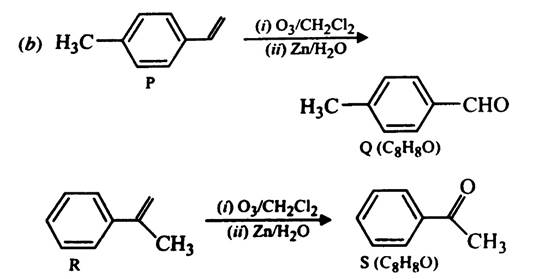 (b) H₃C (i) O₃/CH₂Cl₂
(ii) Zn/H₂O
P
H₃C CHO
Q (C₈H₈O)
(i) O₃/CH₂Cl₂ O
(ii) Zn/H₂O
CH₃ CH₃
R S (C₈H₈O)